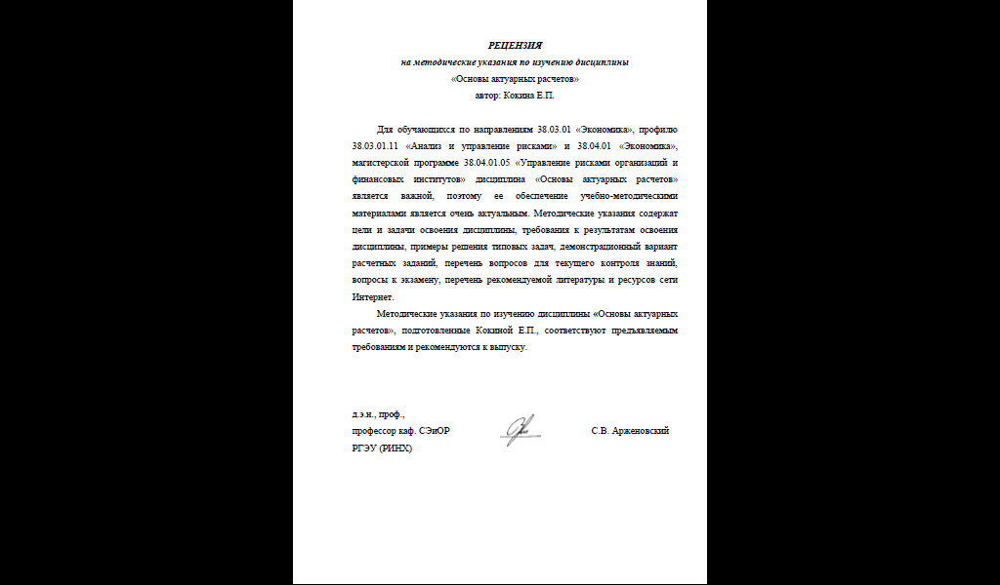 РЕЦЕНЗИЯ
на методические указания по изучению дисциплины
«Основы актуарных расчетов»
автор: Кокина Е.П.
Для обучающихся по направлениям 38.03.01 «Экономика», профилю
38.03.01.11 «Анализ и управление рисками» и 38.04.01 «Экономика»,
магистерской программе 38.04.01.05 «Управление рисками организаций и
финансовых институтов» дисциплина «Основы актуарных расчетов»
является важной, поэтому ее обеспечение учебно-методическими
материалами является очень актуальным. Методические указания содержат
цели и задачи освоения дисциплины, требования к результатам освоения
дисциплины, примеры решения типовых задач, демонстрационный вариант
расчетных заданий, перечень вопросов для текущего контроля знаний,
вопросы к экзамену, перечень рекомендуемой литературы и ресурсов сети
Интернет.
Методические указания по изучению дисциплины «Основы актуарных
расчетов», подготовленные Кокиной Е.П., соответствуют предъявляемым
требованиям и рекомендуются к выпуску.
д.э.н., проф.,
профессор каф. СЭиОР С.В. Арженовский
РГЭУ (РИНХ)